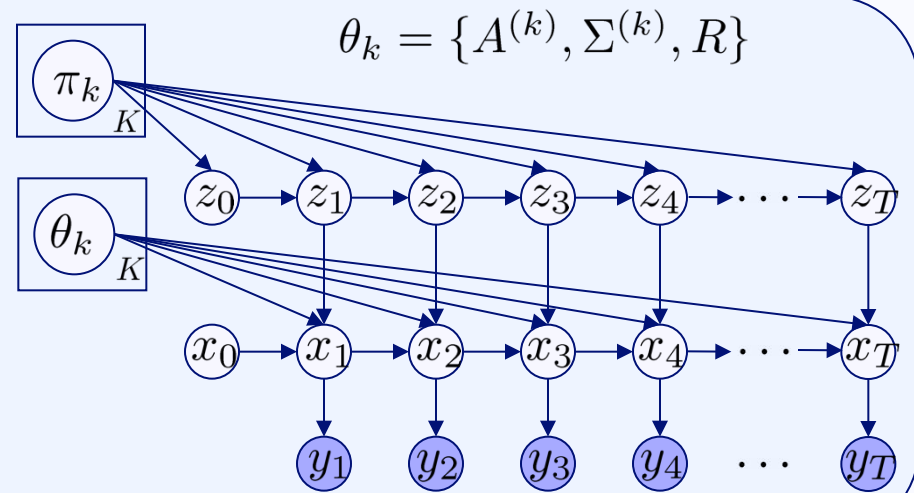 θ_k = {A^{(k)}, Σ^{(k)}, R}
π_k
K
z_0 z_1 z_2 z_3 z_4 ⋯ z_T
θ_k
K
x_0 x_1 x_2 x_3 x_4 ⋯ x_T
y_1 y_2 y_3 y_4 ⋯ y_T